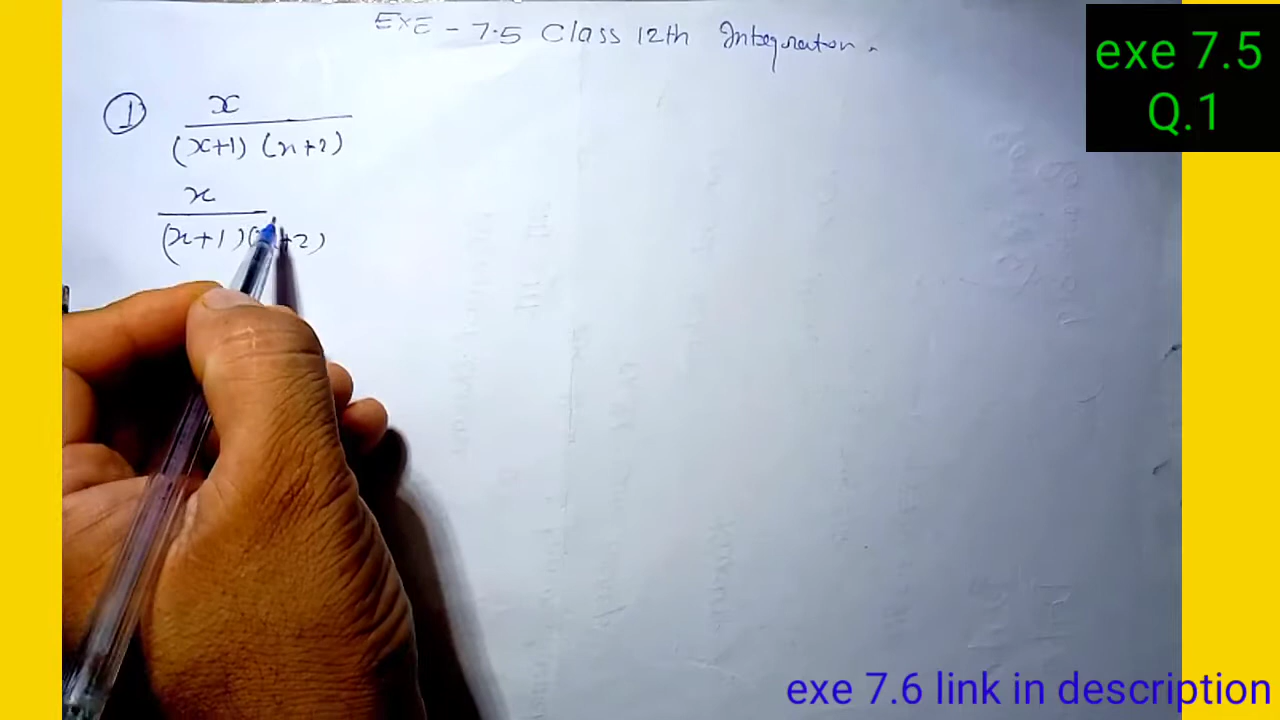 EXE - 7.5 Class 12th Integration.
exe 7.5
Q.1
① x
(x+1) (x+2)
x
(x+1)(x+2)
exe 7.6 link in description